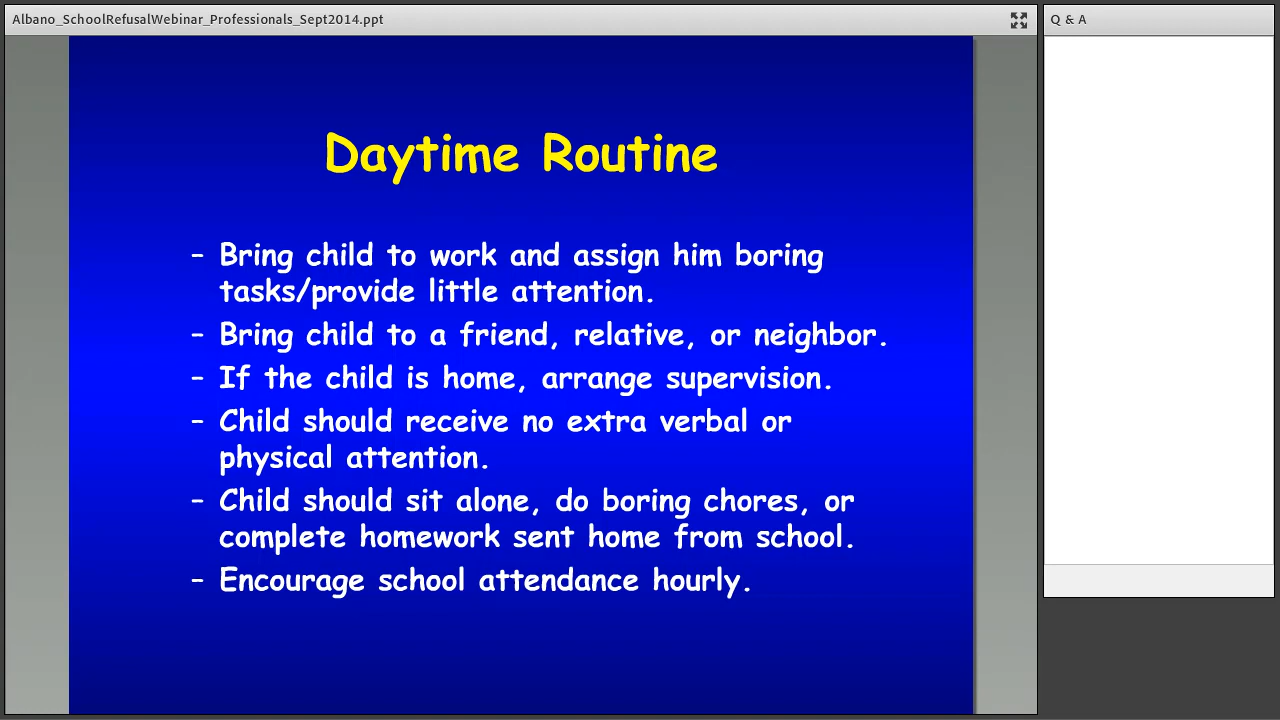 Albano_SchoolRefusalWebinar_Professionals_Sept2014.ppt
Q & A
Daytime Routine
– Bring child to work and assign him boring
tasks/provide little attention.
– Bring child to a friend, relative, or neighbor.
– If the child is home, arrange supervision.
– Child should receive no extra verbal or
physical attention.
– Child should sit alone, do boring chores, or
complete homework sent home from school.
– Encourage school attendance hourly.